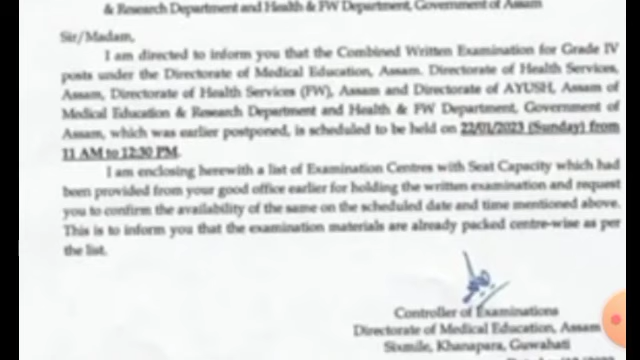 & Research Department and Health & FW Department, Government of Assam
Sir/Madam,
I am directed to inform you that the Combined Written Examination for Grade IV
posts under the Directorate of Medical Education, Assam. Directorate of Health Services,
Assam, Directorate of Health Services (FW), Assam and Directorate of AYUSH, Assam of
Medical Education & Research Department and Health & FW Department, Government of
Assam, which was earlier postponed, is scheduled to be held on 22/01/2023 (Sunday) from
11 AM to 12:30 PM.
I am enclosing herewith a list of Examination Centres with Seat Capacity which had
been provided from your good office earlier for holding the written examination and request
you to confirm the availability of the same on the scheduled date and time mentioned above.
This is to inform you that the examination materials are already packed centre-wise as per
the list.
Controller of Examinations
Directorate of Medical Education, Assam
Sixmile, Khanapara, Guwahati